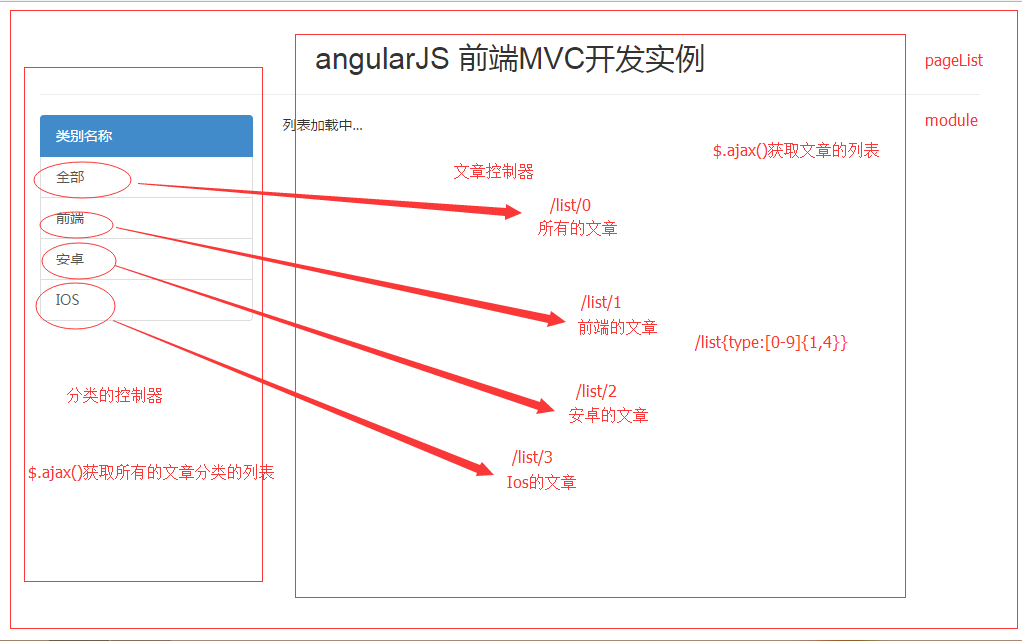 angularJS 前端MVC开发实例
pageList
类别名称
列表加载中...
module
$.ajax()获取文章的列表
文章控制器
全部
/list/0
所有的文章
前端
安卓
IOS
/list/1
前端的文章
/list{type:[0-9]{1,4}}
分类的控制器
/list/2
安卓的文章
$.ajax()获取所有的文章分类的列表
/list/3
Ios的文章